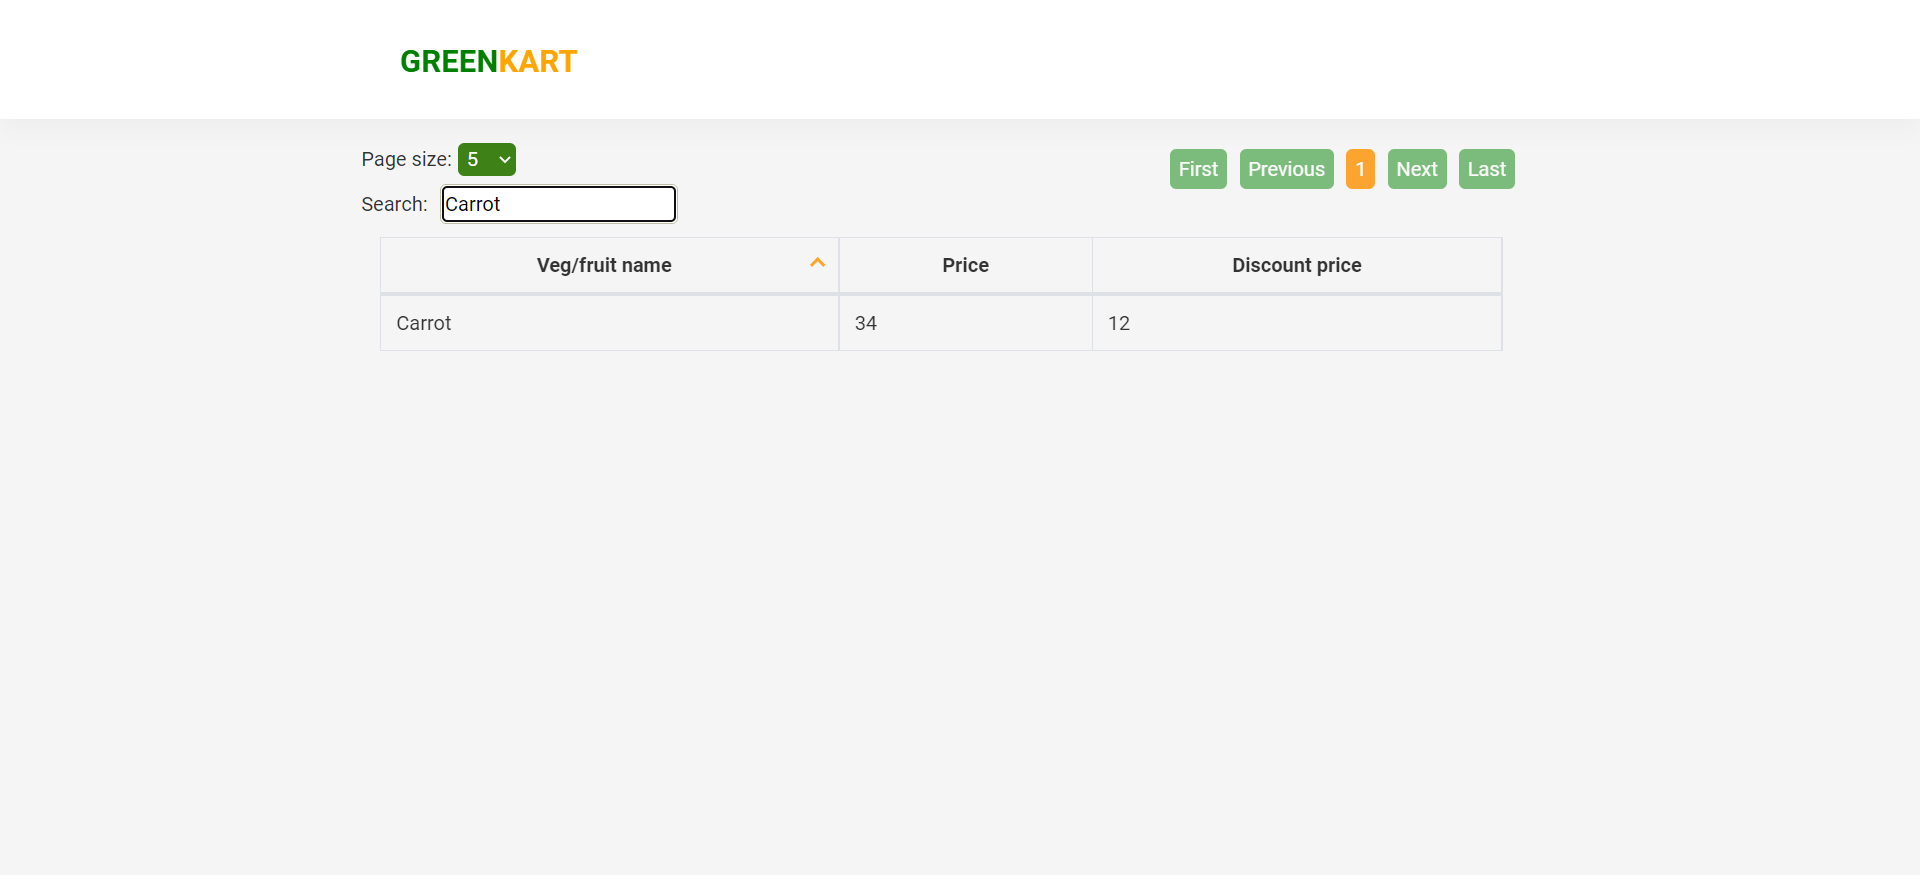 GREENKART
Page size: 5
First Previous 1 Next Last
Search: Carrot
Veg/fruit name Price Discount price
Carrot 34 12